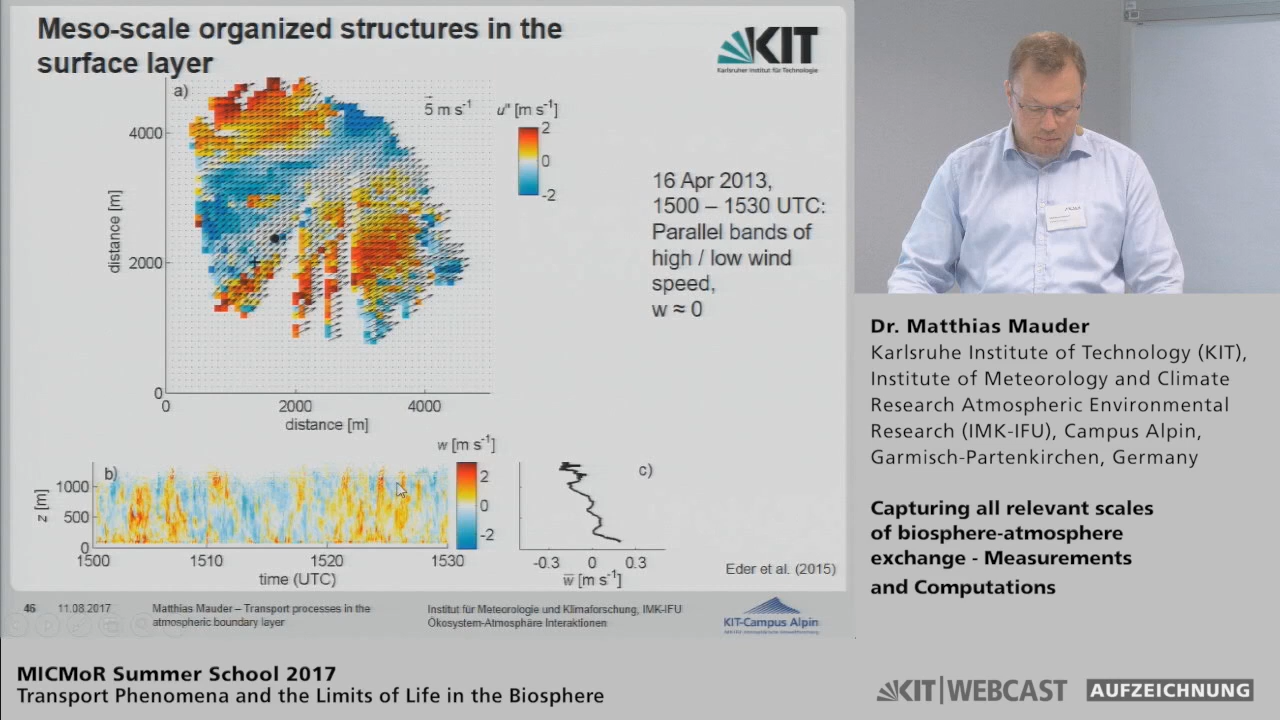 Meso-scale organized structures in the
surface layer
KIT
Karlsruher Institut für Technologie
a)
5 m s-1
u'' [m s-1]
2
0
-2
4000
3000
2000
0
distance [m]
0 2000 4000
distance [m]
16 Apr 2013,
1500 – 1530 UTC:
Parallel bands of
high / low wind
speed,
w ≈ 0
w [m s-1]
b)
1000
500
0
z [m]
1500 1510 1520 1530
time (UTC)
2
0
-2
c)
-0.3 0 0.3
w [m s-1]
Eder et al. (2015)
46 11.08.2017
Matthias Mauder – Transport processes in the
atmospheric boundary layer
Institut für Meteorologie und Klimaforschung, IMK-IFU
Ökosystem-Atmosphäre Interaktionen
KIT-Campus Alpin
Dr. Matthias Mauder
Karlsruhe Institute of Technology (KIT),
Institute of Meteorology and Climate
Research Atmospheric Environmental
Research (IMK-IFU), Campus Alpin,
Garmisch-Partenkirchen, Germany
Capturing all relevant scales
of biosphere-atmosphere
exchange - Measurements
and Computations
MICMoR Summer School 2017
Transport Phenomena and the Limits of Life in the Biosphere
KIT|WEBCAST
AUFZEICHNUNG